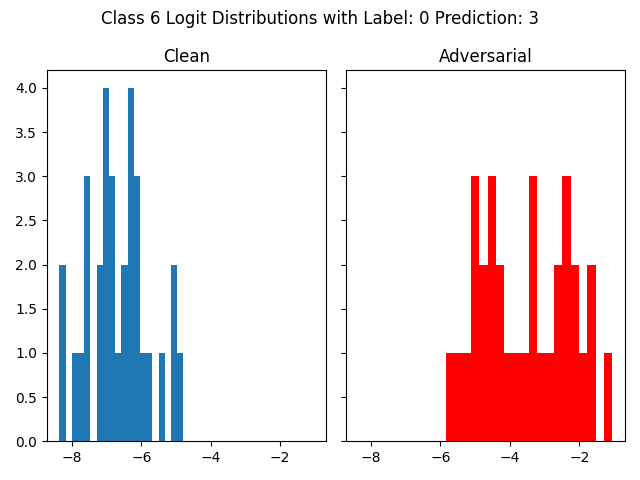 Class 6 Logit Distributions with Label: 0 Prediction: 3
Clean
Adversarial
4.0
3.5
3.0
2.5
2.0
1.5
1.0
0.5
0.0
−8 −6 −4 −2
−8 −6 −4 −2